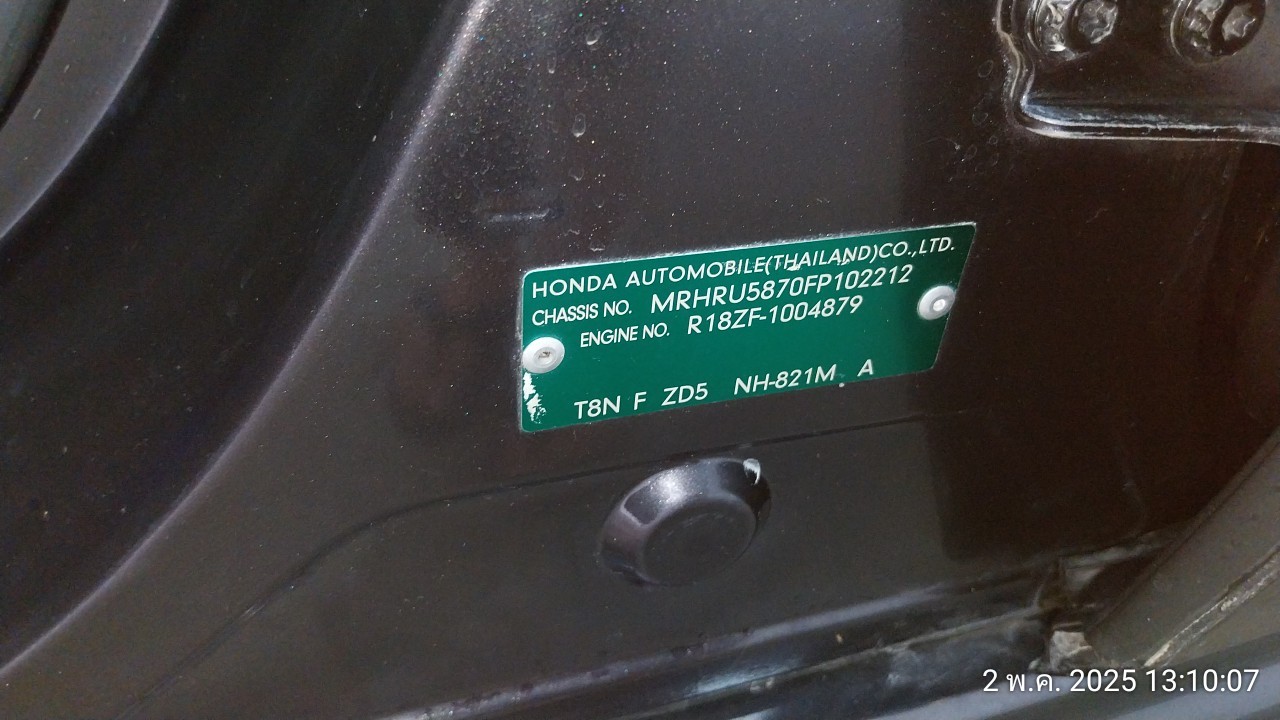 HONDA AUTOMOBILE(THAILAND)CO.,LTD.
CHASSIS NO. MRHRU5870FP102212
ENGINE NO. R18ZF-1004879
T8N F ZD5 NH-821M A
2 พ.ค. 2025 13:10:07